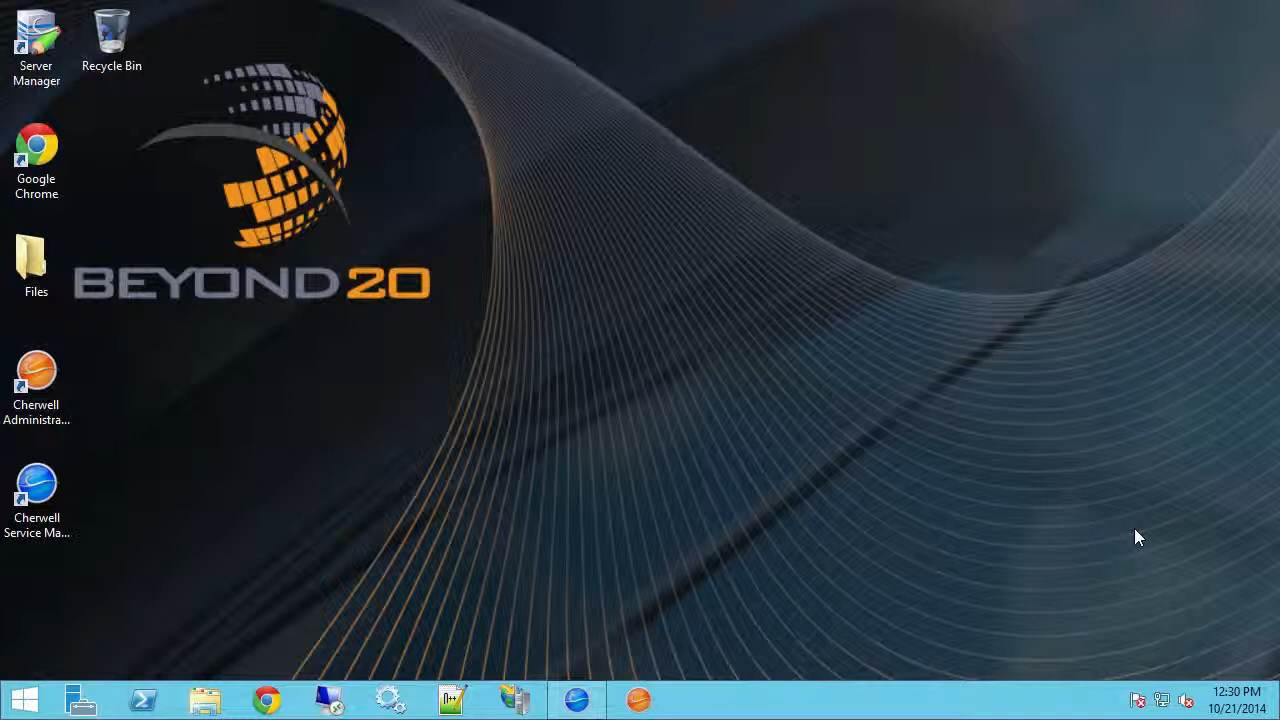 Server
Manager
Recycle Bin
Google
Chrome
Files
BEYOND20
Cherwell
Administra...
Cherwell
Service Ma...
n++
12:30 PM
10/21/2014